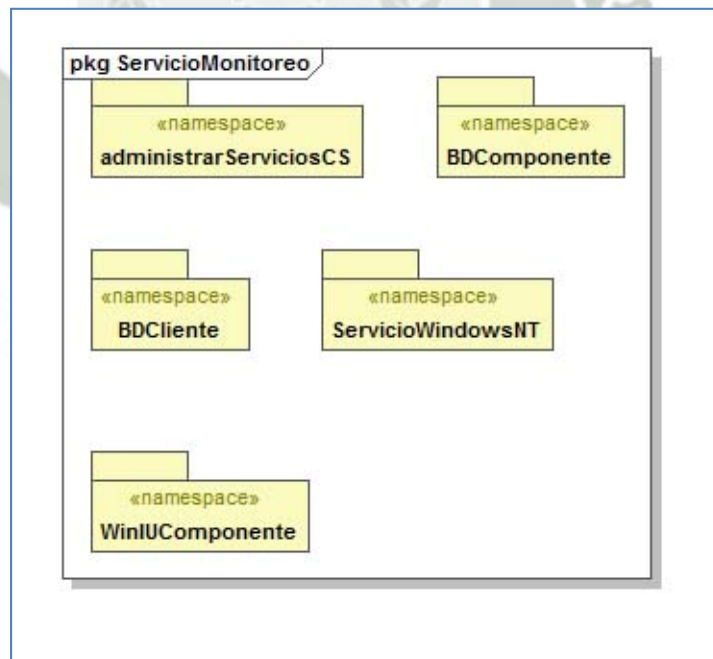 pkg ServicioMonitoreo
«namespace»
administrarServiciosCS
«namespace»
BDComponente
«namespace»
BDCliente
«namespace»
ServicioWindowsNT
«namespace»
WinIUComponente